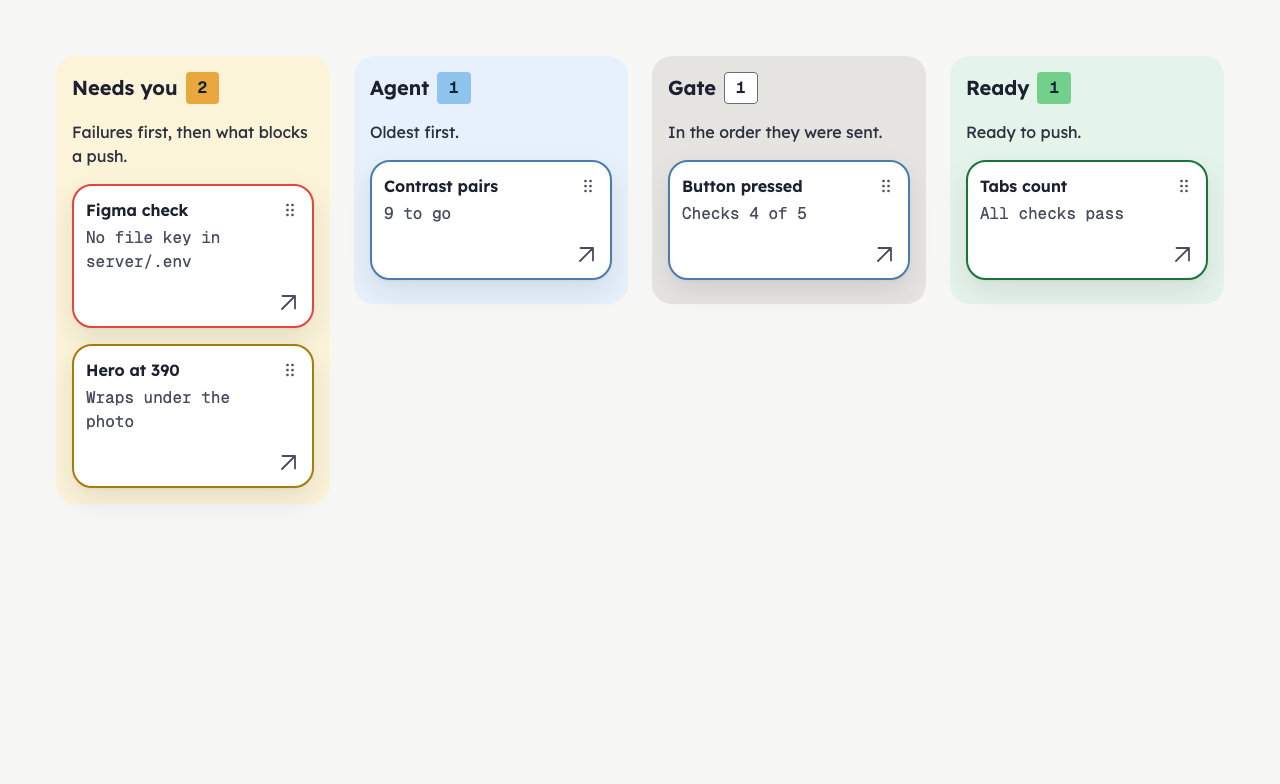 Needs you 2
Failures first, then what blocks
a push.
Figma check
No file key in
server/.env
Hero at 390
Wraps under the
photo
Agent 1
Oldest first.
Contrast pairs
9 to go
Gate 1
In the order they were sent.
Button pressed
Checks 4 of 5
Ready 1
Ready to push.
Tabs count
All checks pass